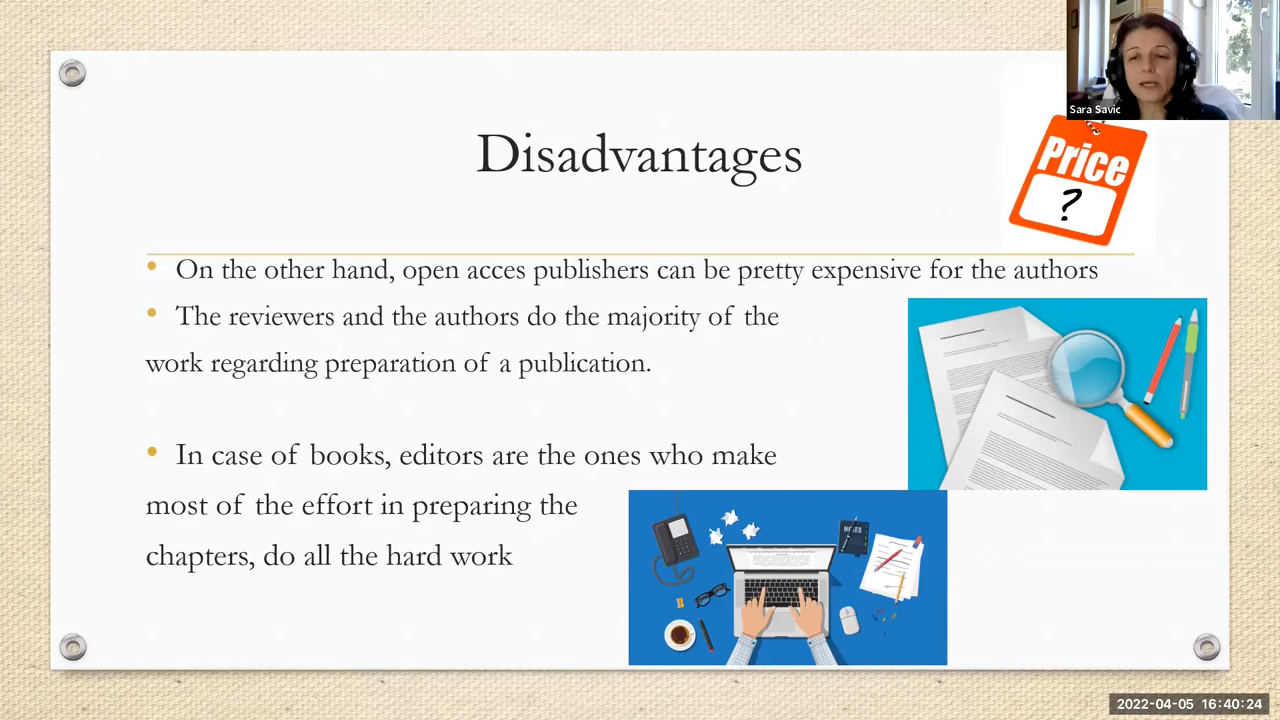 Sara Savic
Price
?
Disadvantages
• On the other hand, open acces publishers can be pretty expensive for the authors
• The reviewers and the authors do the majority of the
work regarding preparation of a publication.
• In case of books, editors are the ones who make
most of the effort in preparing the
chapters, do all the hard work
NOTES
2022-04-05 16:40:24